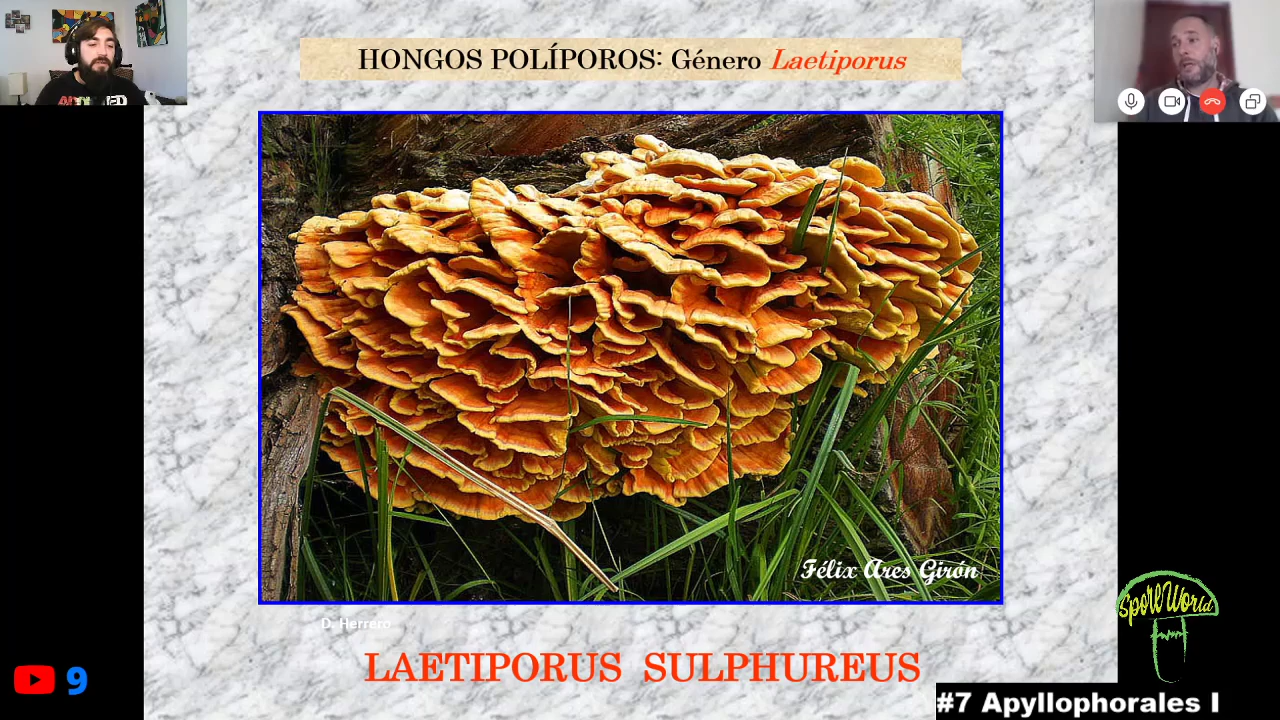 HONGOS POLÍPOROS: Género Laetiporus
Félix Ares Girón
D. Herrero
LAETIPORUS SULPHUREUS
9
SporeWorld
#7 Apyllophorales I